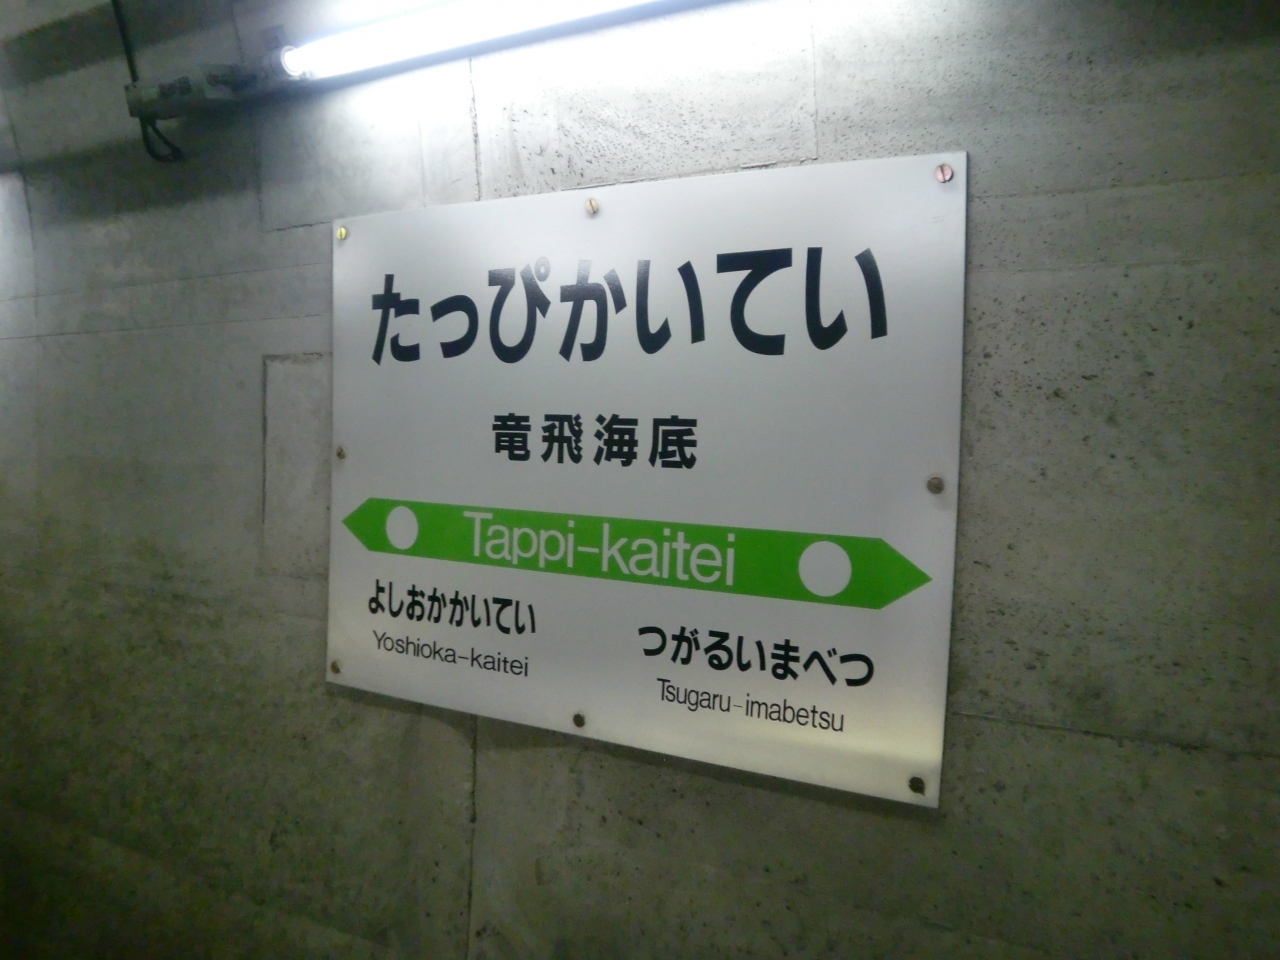 たっぴかいてい
竜飛海底
Tappi-kaitei
よしおかかいてい
Yoshioka-kaitei
つがるいまべつ
Tsugaru-imabetsu